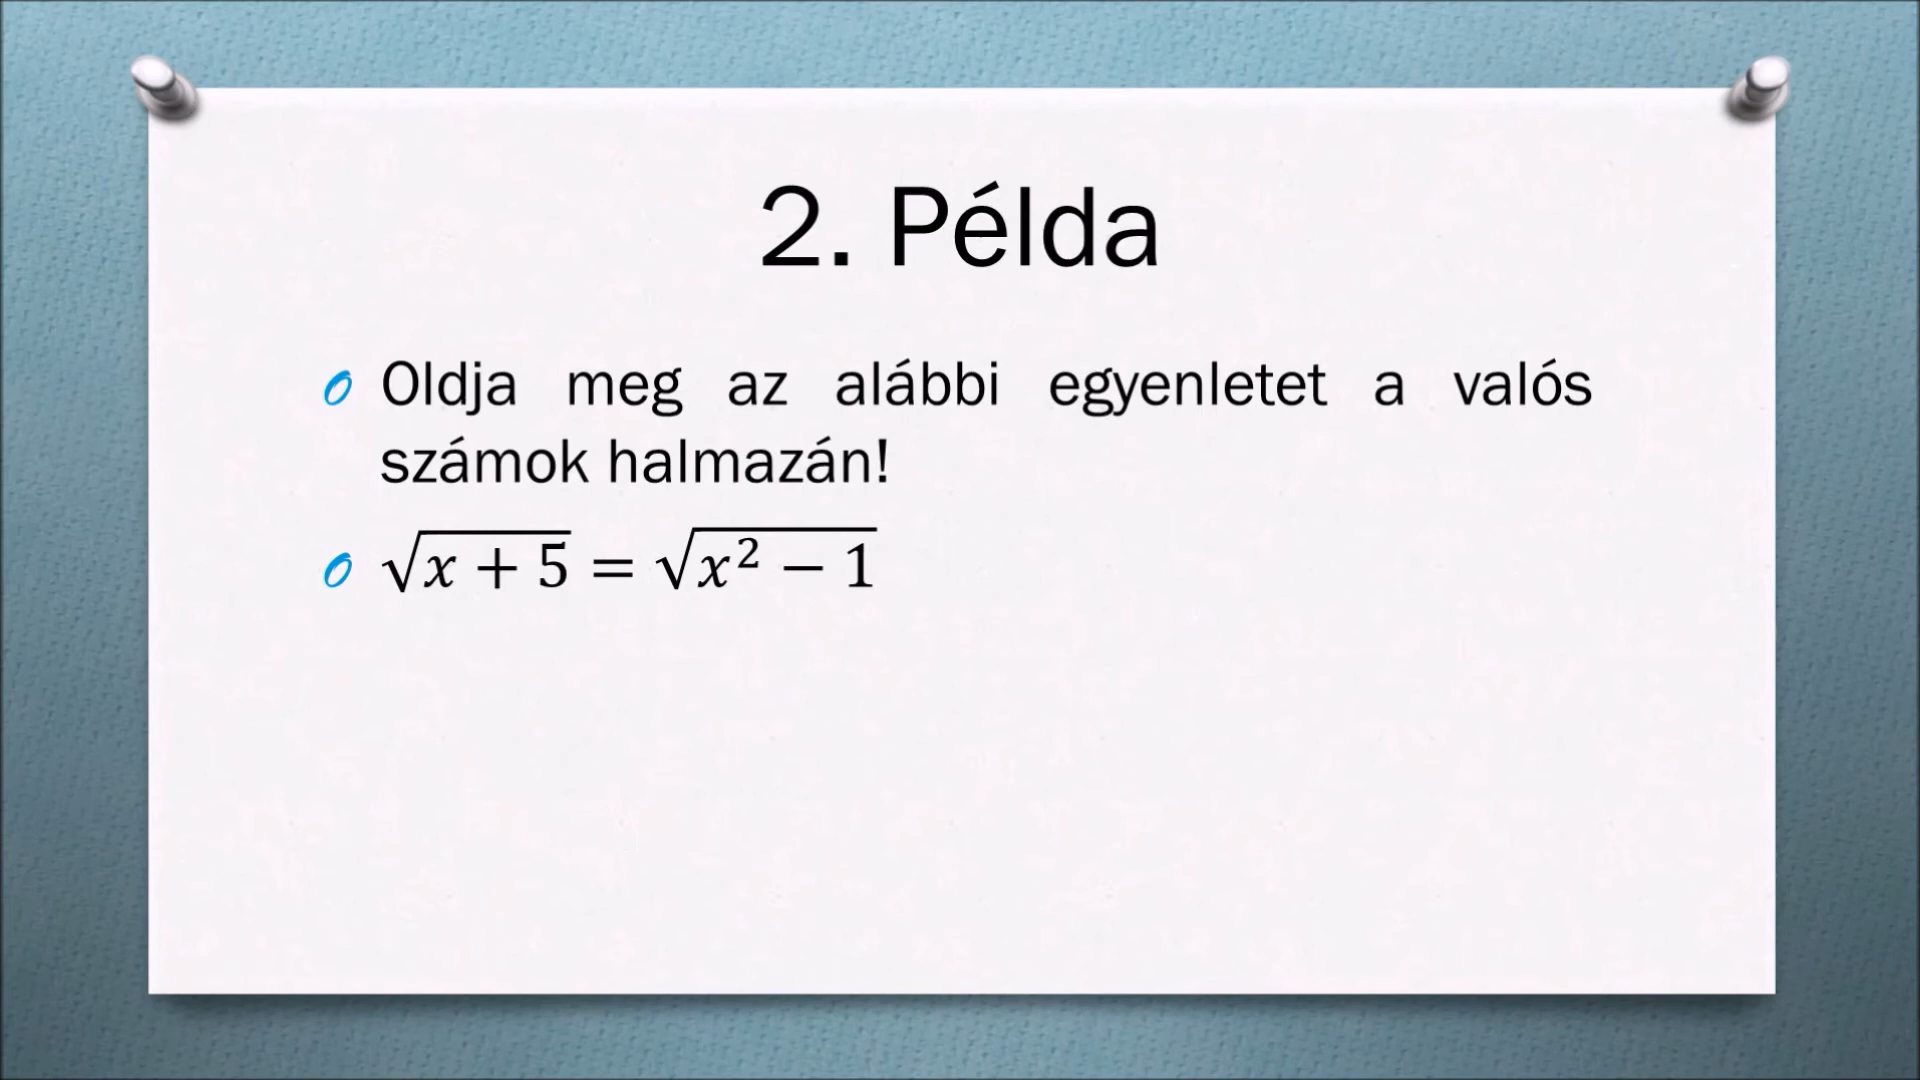 2. Példa
Oldja meg az alábbi egyenletet a valós
számok halmazán!
√(x + 5) = √(x² − 1)